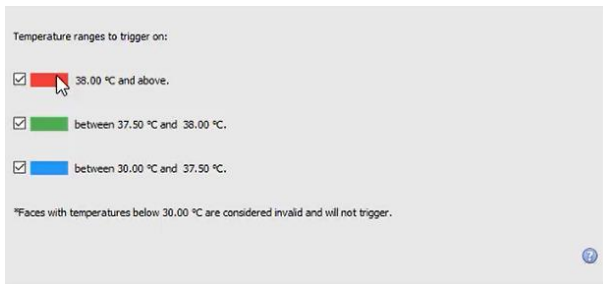 Temperature ranges to trigger on:
38.00 °C and above.
between 37.50 °C and 38.00 °C.
between 30.00 °C and 37.50 °C.
*Faces with temperatures below 30.00 °C are considered invalid and will not trigger.
?